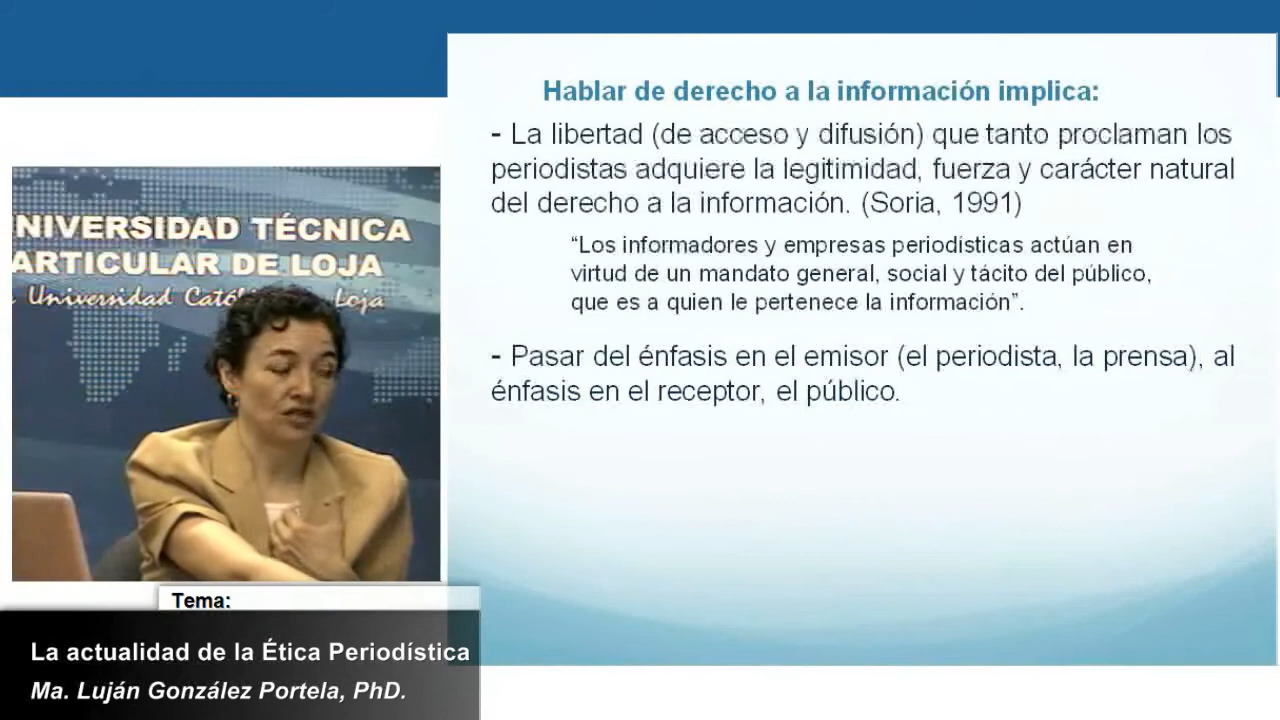 Hablar de derecho a la información implica:
- La libertad (de acceso y difusión) que tanto proclaman los
periodistas adquiere la legitimidad, fuerza y carácter natural
del derecho a la información. (Soria, 1991)
“Los informadores y empresas periodísticas actúan en
virtud de un mandato general, social y tácito del público,
que es a quien le pertenece la información”.
- Pasar del énfasis en el emisor (el periodista, la prensa), al
énfasis en el receptor, el público.
NIVERSIDAD TÉCNICA
ARTICULAR DE LOJA
Universidad Loja
Tema:
La actualidad de la Ética Periodística
Ma. Luján González Portela, PhD.